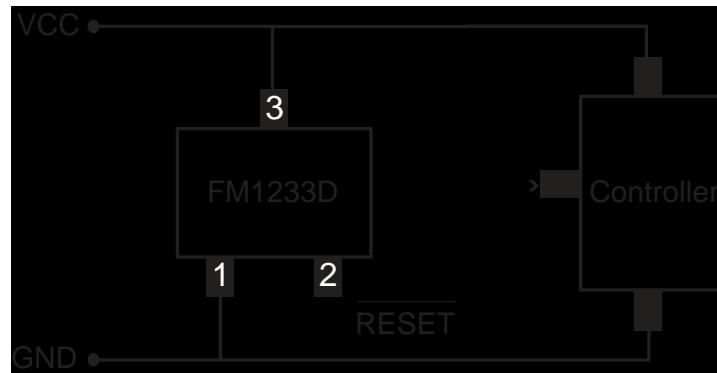 VCC
3
FM1233D
Controller
1
2
RESET
GND